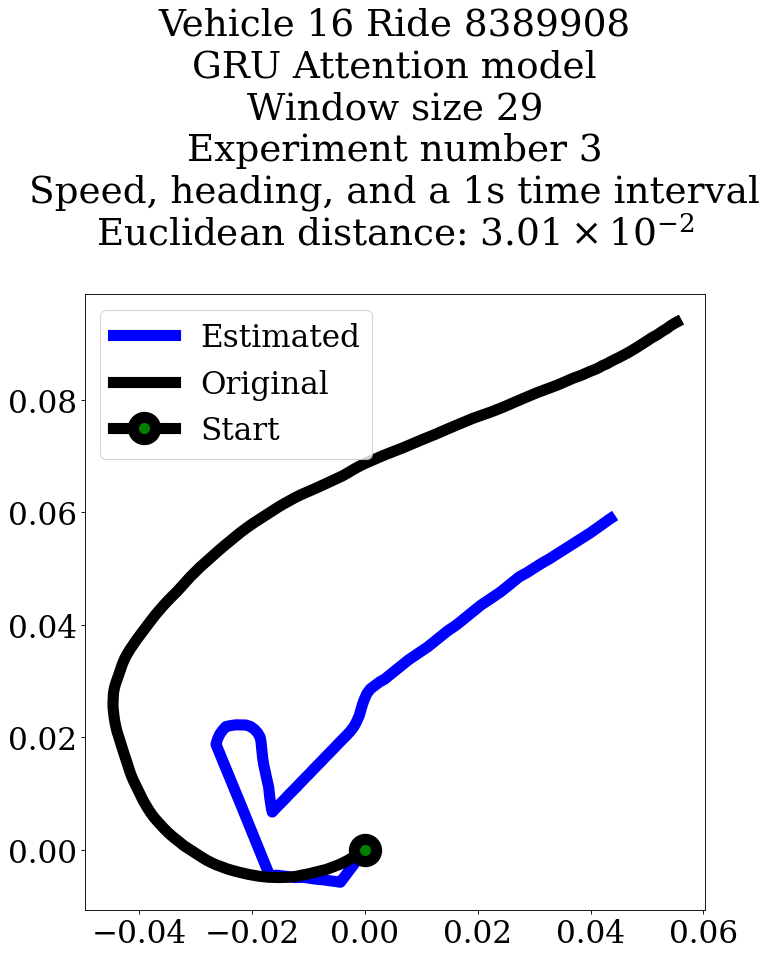 Vehicle 16 Ride 8389908
GRU Attention model
Window size 29
Experiment number 3
Speed, heading, and a 1s time interval
Euclidean distance: 3.01 × 10⁻²
Estimated
Original
Start
0.08
0.06
0.04
0.02
0.00
−0.04 −0.02 0.00 0.02 0.04 0.06